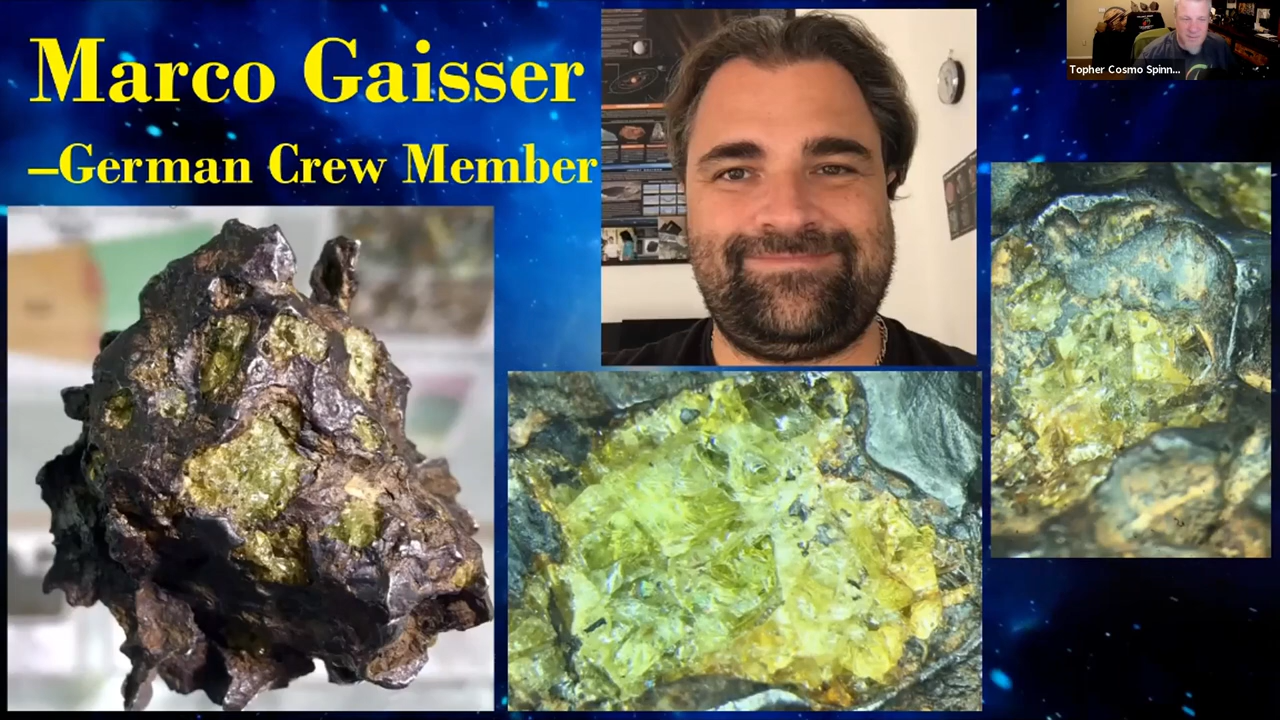 Marco Gaisser
–German Crew Member
Topher Cosmo Spinn...